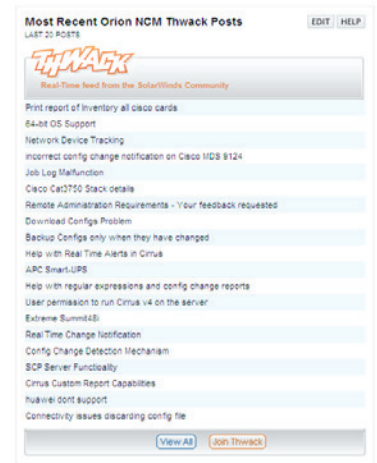 Most Recent Orion NCM Thwack Posts
EDIT HELP
LAST 20 POSTS
THWACK
Real-Time feed from the SolarWinds Community
Print report of Inventory all cisco cards
64-bit OS Support
Network Device Tracking
Incorrect config change notification on Cisco MDS 9124
Job Log Malfunction
Cisco Cat3750 Stack details
Remote Administration Requirements - Your feedback requested
Download Configs Problem
Backup Configs only when they have changed
Help with Real Time Alerts in Cirrus
APC Smart-UPS
Help with regular expressions and config change reports
User permission to run Cirrus v4 on the server
Extreme Summit48i
Real Time Change Notification
Config Change Detection Mechanism
SCP Server Functioality
Cirrus Custom Report Capabilities
huawei dont support
Connectivity issues discarding config file
View All Join Thwack